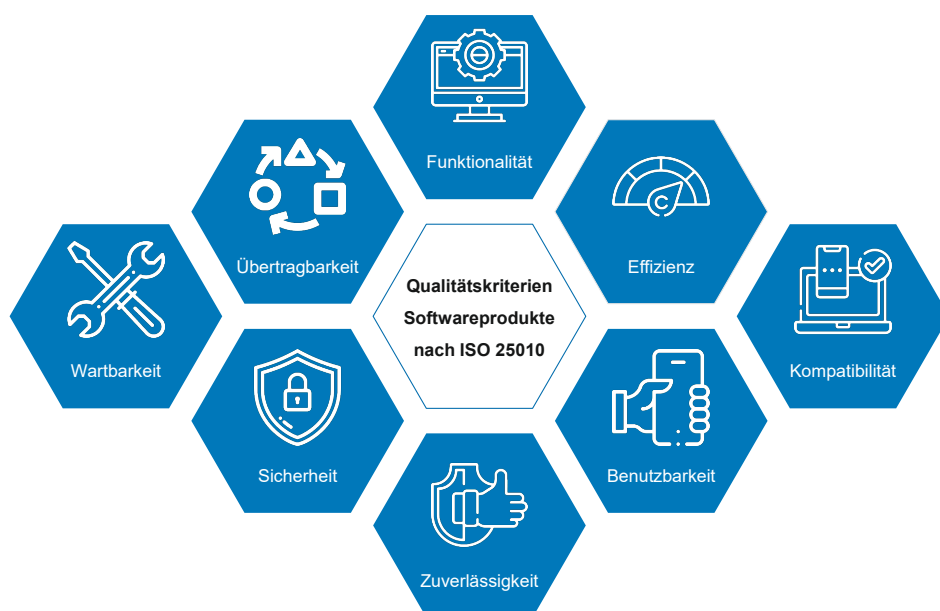 Funktionalität
Übertragbarkeit
Effizienz
Wartbarkeit
Qualitätskriterien
Softwareprodukte
nach ISO 25010
Kompatibilität
Sicherheit
Benutzbarkeit
Zuverlässigkeit